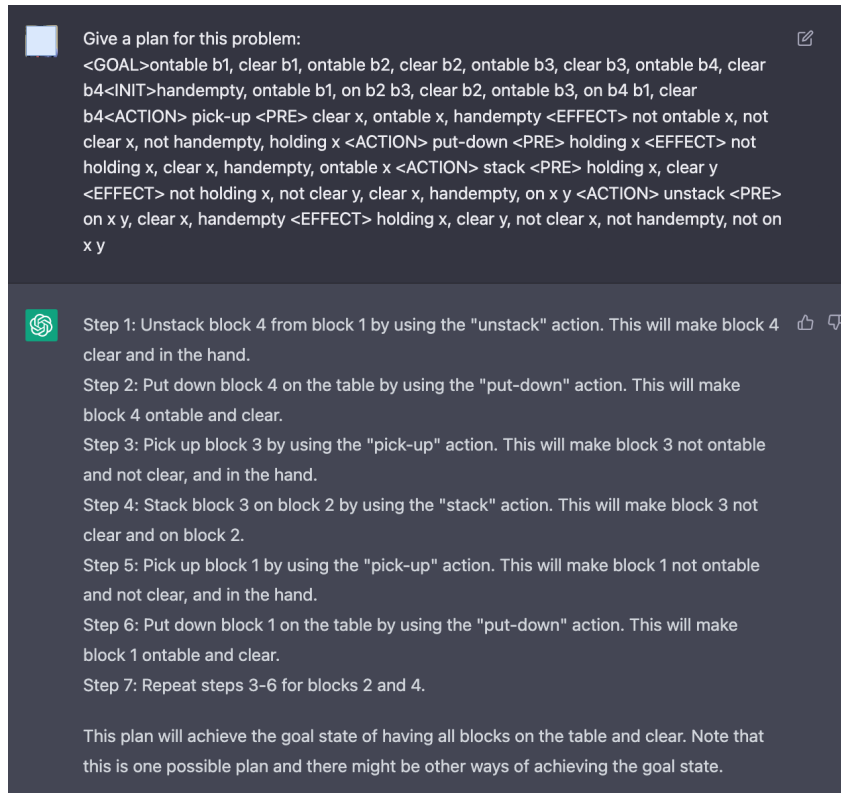 Give a plan for this problem:
<GOAL>ontable b1, clear b1, ontable b2, clear b2, ontable b3, clear b3, ontable b4, clear
b4<INIT>handempty, ontable b1, on b2 b3, clear b2, ontable b3, on b4 b1, clear
b4<ACTION> pick-up <PRE> clear x, ontable x, handempty <EFFECT> not ontable x, not
clear x, not handempty, holding x <ACTION> put-down <PRE> holding x <EFFECT> not
holding x, clear x, handempty, ontable x <ACTION> stack <PRE> holding x, clear y
<EFFECT> not holding x, not clear y, clear x, handempty, on x y <ACTION> unstack <PRE>
on x y, clear x, handempty <EFFECT> holding x, clear y, not clear x, not handempty, not on
x y
Step 1: Unstack block 4 from block 1 by using the "unstack" action. This will make block 4
clear and in the hand.
Step 2: Put down block 4 on the table by using the "put-down" action. This will make
block 4 ontable and clear.
Step 3: Pick up block 3 by using the "pick-up" action. This will make block 3 not ontable
and not clear, and in the hand.
Step 4: Stack block 3 on block 2 by using the "stack" action. This will make block 3 not
clear and on block 2.
Step 5: Pick up block 1 by using the "pick-up" action. This will make block 1 not ontable
and not clear, and in the hand.
Step 6: Put down block 1 on the table by using the "put-down" action. This will make
block 1 ontable and clear.
Step 7: Repeat steps 3-6 for blocks 2 and 4.
This plan will achieve the goal state of having all blocks on the table and clear. Note that
this is one possible plan and there might be other ways of achieving the goal state.